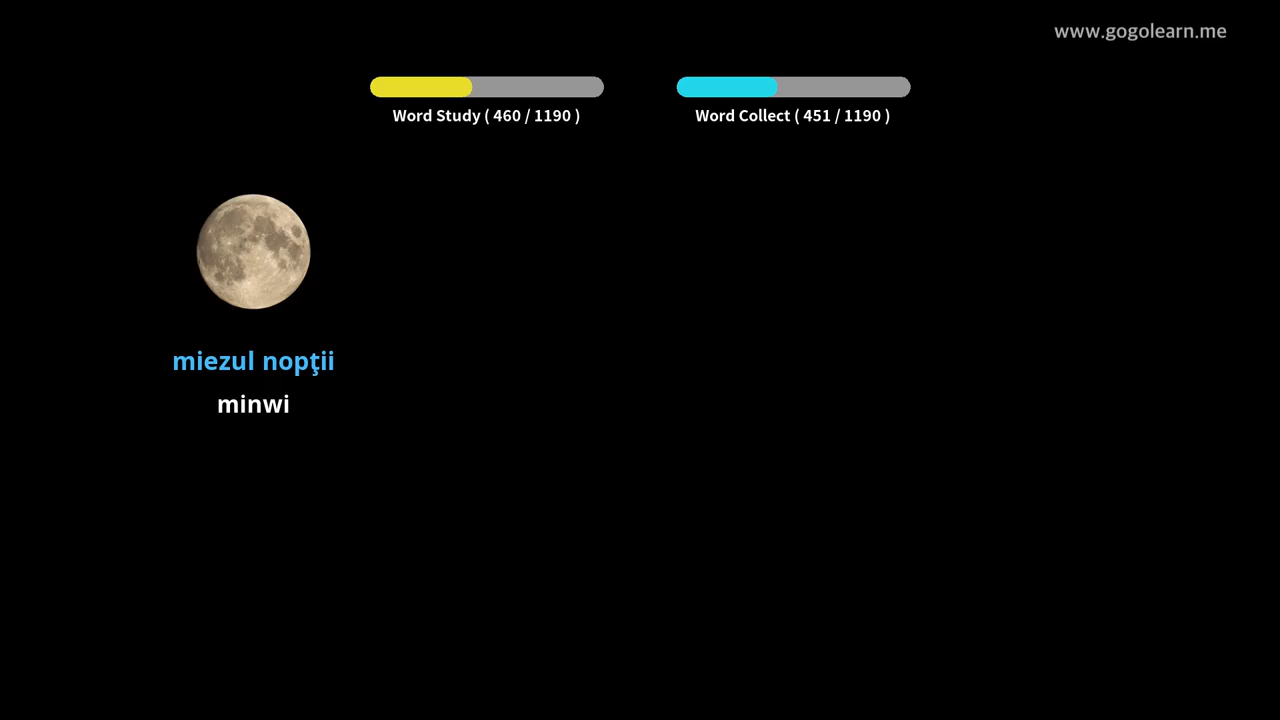 www.gogolearn.me
Word Study ( 460 / 1190 )
Word Collect ( 451 / 1190 )
miezul nopţii
minwi